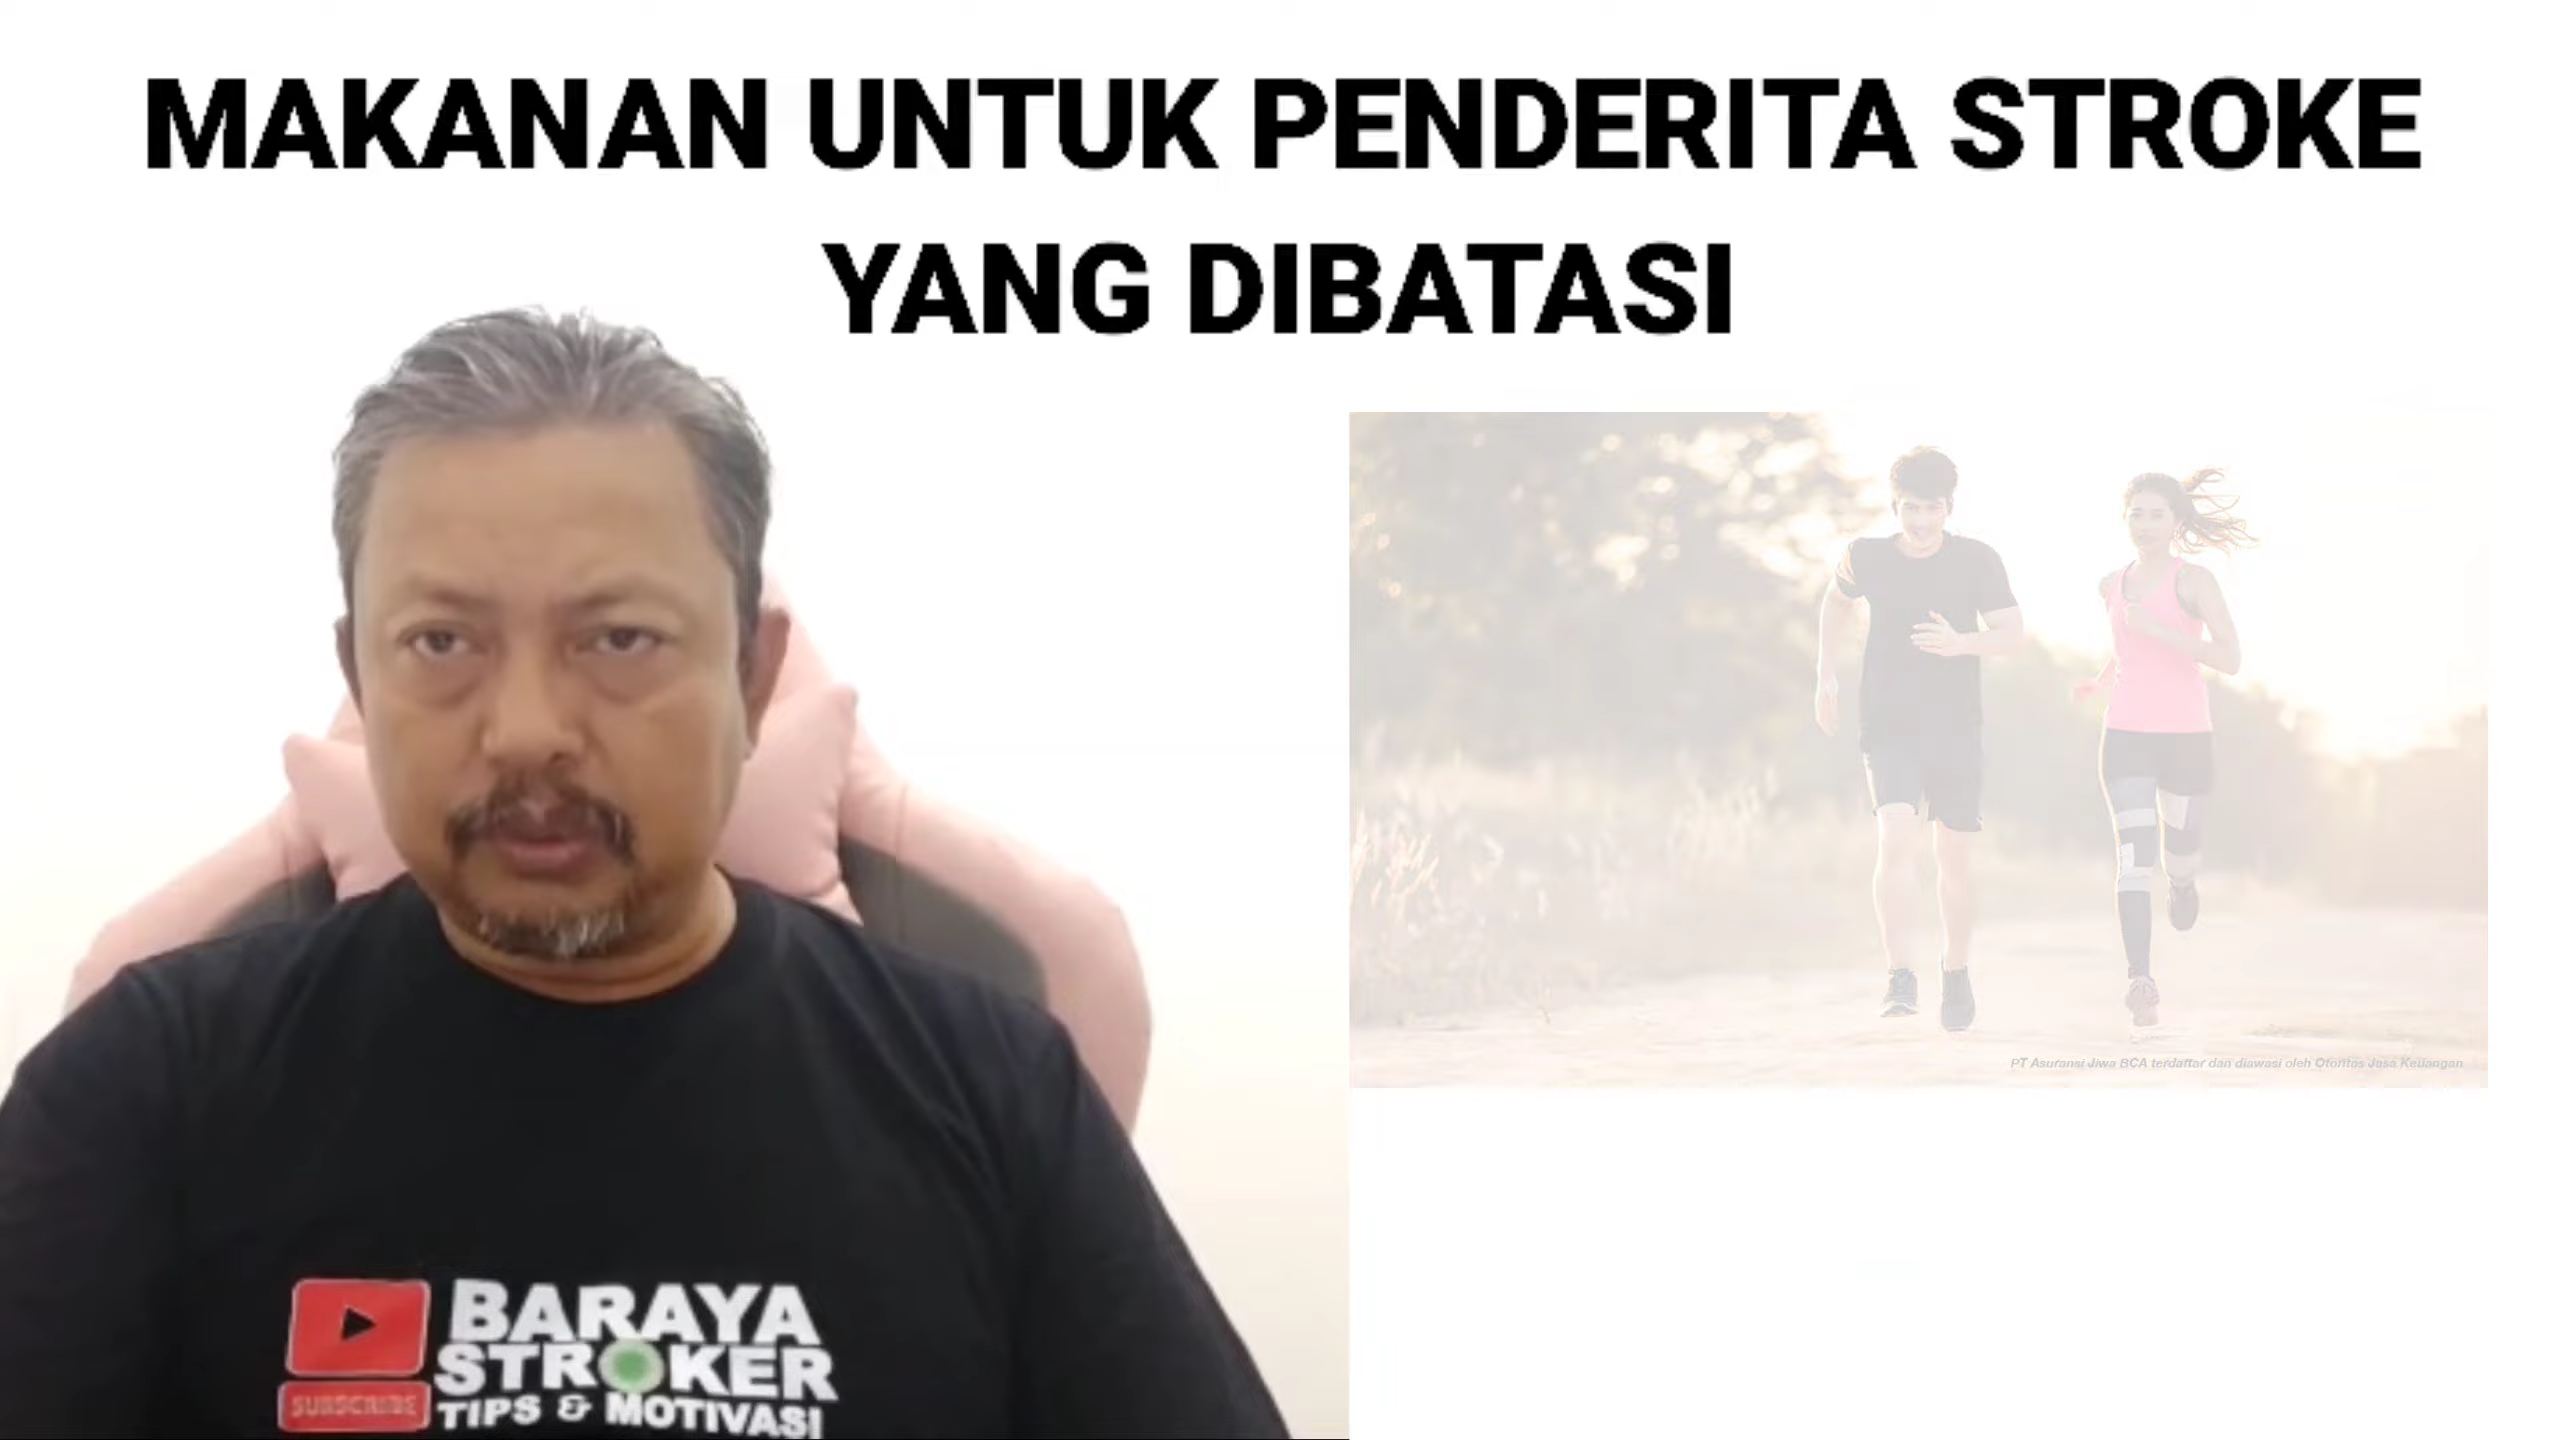 MAKANAN UNTUK PENDERITA STROKE
YANG DIBATASI
PT Asuransi Jiwa BCA terdaftar dan diawasi oleh Otoritas Jasa Keuangan
BARAYA
STROKER
SUBSCRIBE
TIPS & MOTIVASI